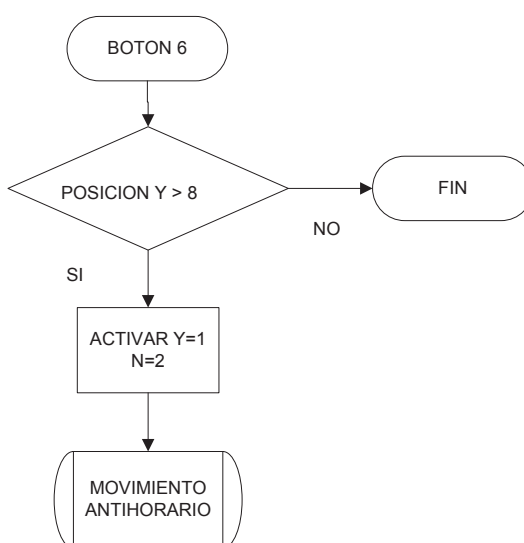 BOTON 6
POSICION Y > 8
FIN
NO
SI
ACTIVAR Y=1
N=2
MOVIMIENTO
ANTIHORARIO